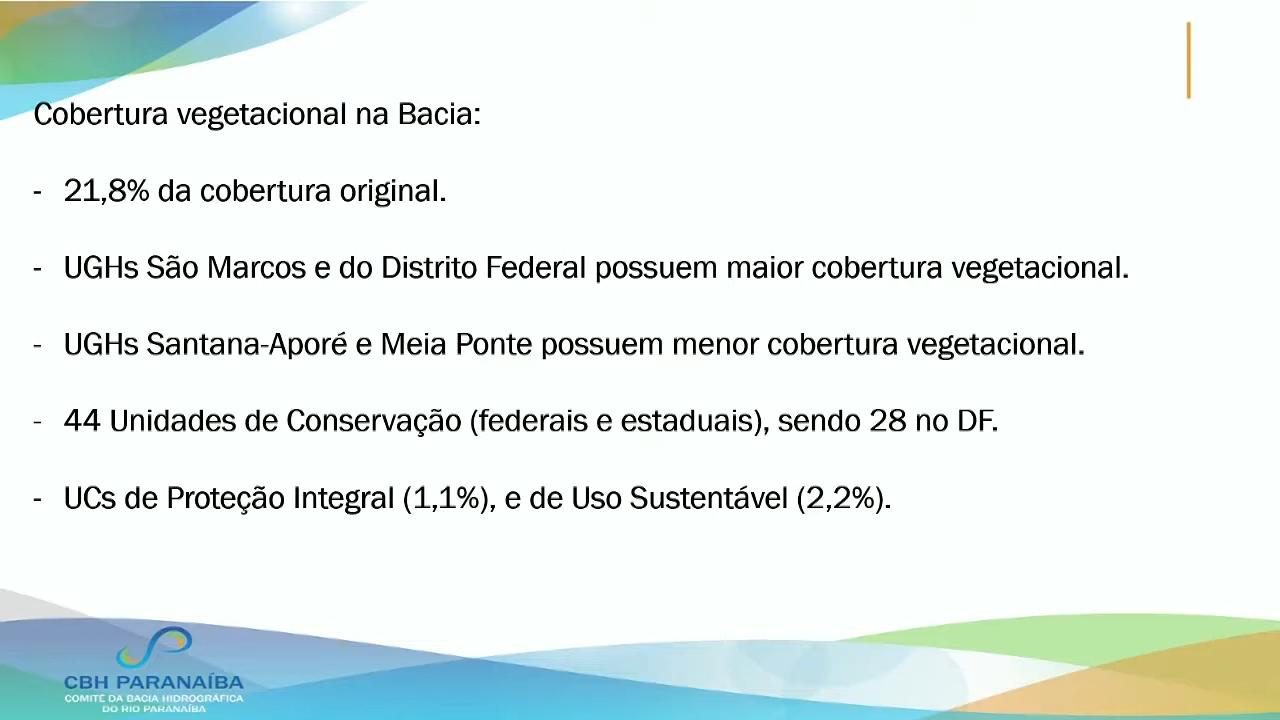 Cobertura vegetacional na Bacia:
- 21,8% da cobertura original.
- UGHs São Marcos e do Distrito Federal possuem maior cobertura vegetacional.
- UGHs Santana-Aporé e Meia Ponte possuem menor cobertura vegetacional.
- 44 Unidades de Conservação (federais e estaduais), sendo 28 no DF.
- UCs de Proteção Integral (1,1%), e de Uso Sustentável (2,2%).
CBH PARANAÍBA
COMITÊ DA BACIA HIDROGRÁFICA
DO RIO PARANAÍBA